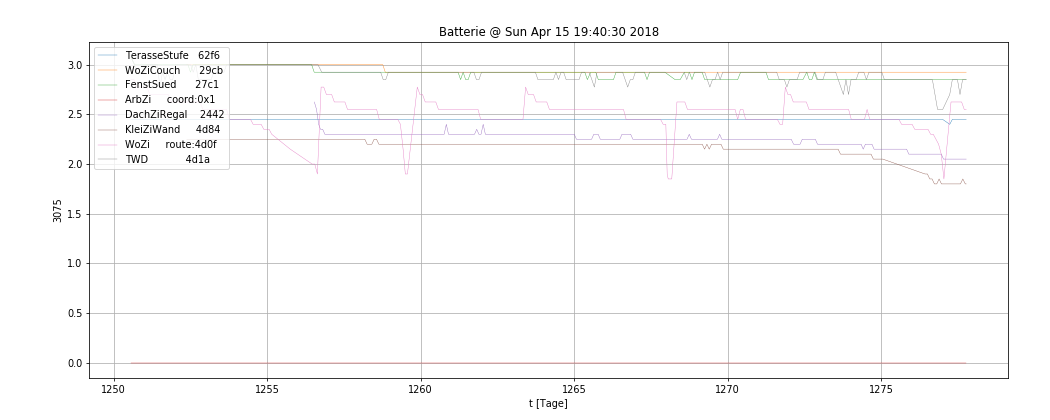 Batterie @ Sun Apr 15 19:40:30 2018
3.0
2.5
2.0
1.5
1.0
0.5
0.0
3075
TerasseStufe 62f6
WoZiCouch 29cb
FenstSued 27c1
ArbZi coord:0x1
DachZiRegal 2442
KleiZiWand 4d84
WoZi route:4d0f
TWD 4d1a
1250 1255 1260 1265 1270 1275
t [Tage]